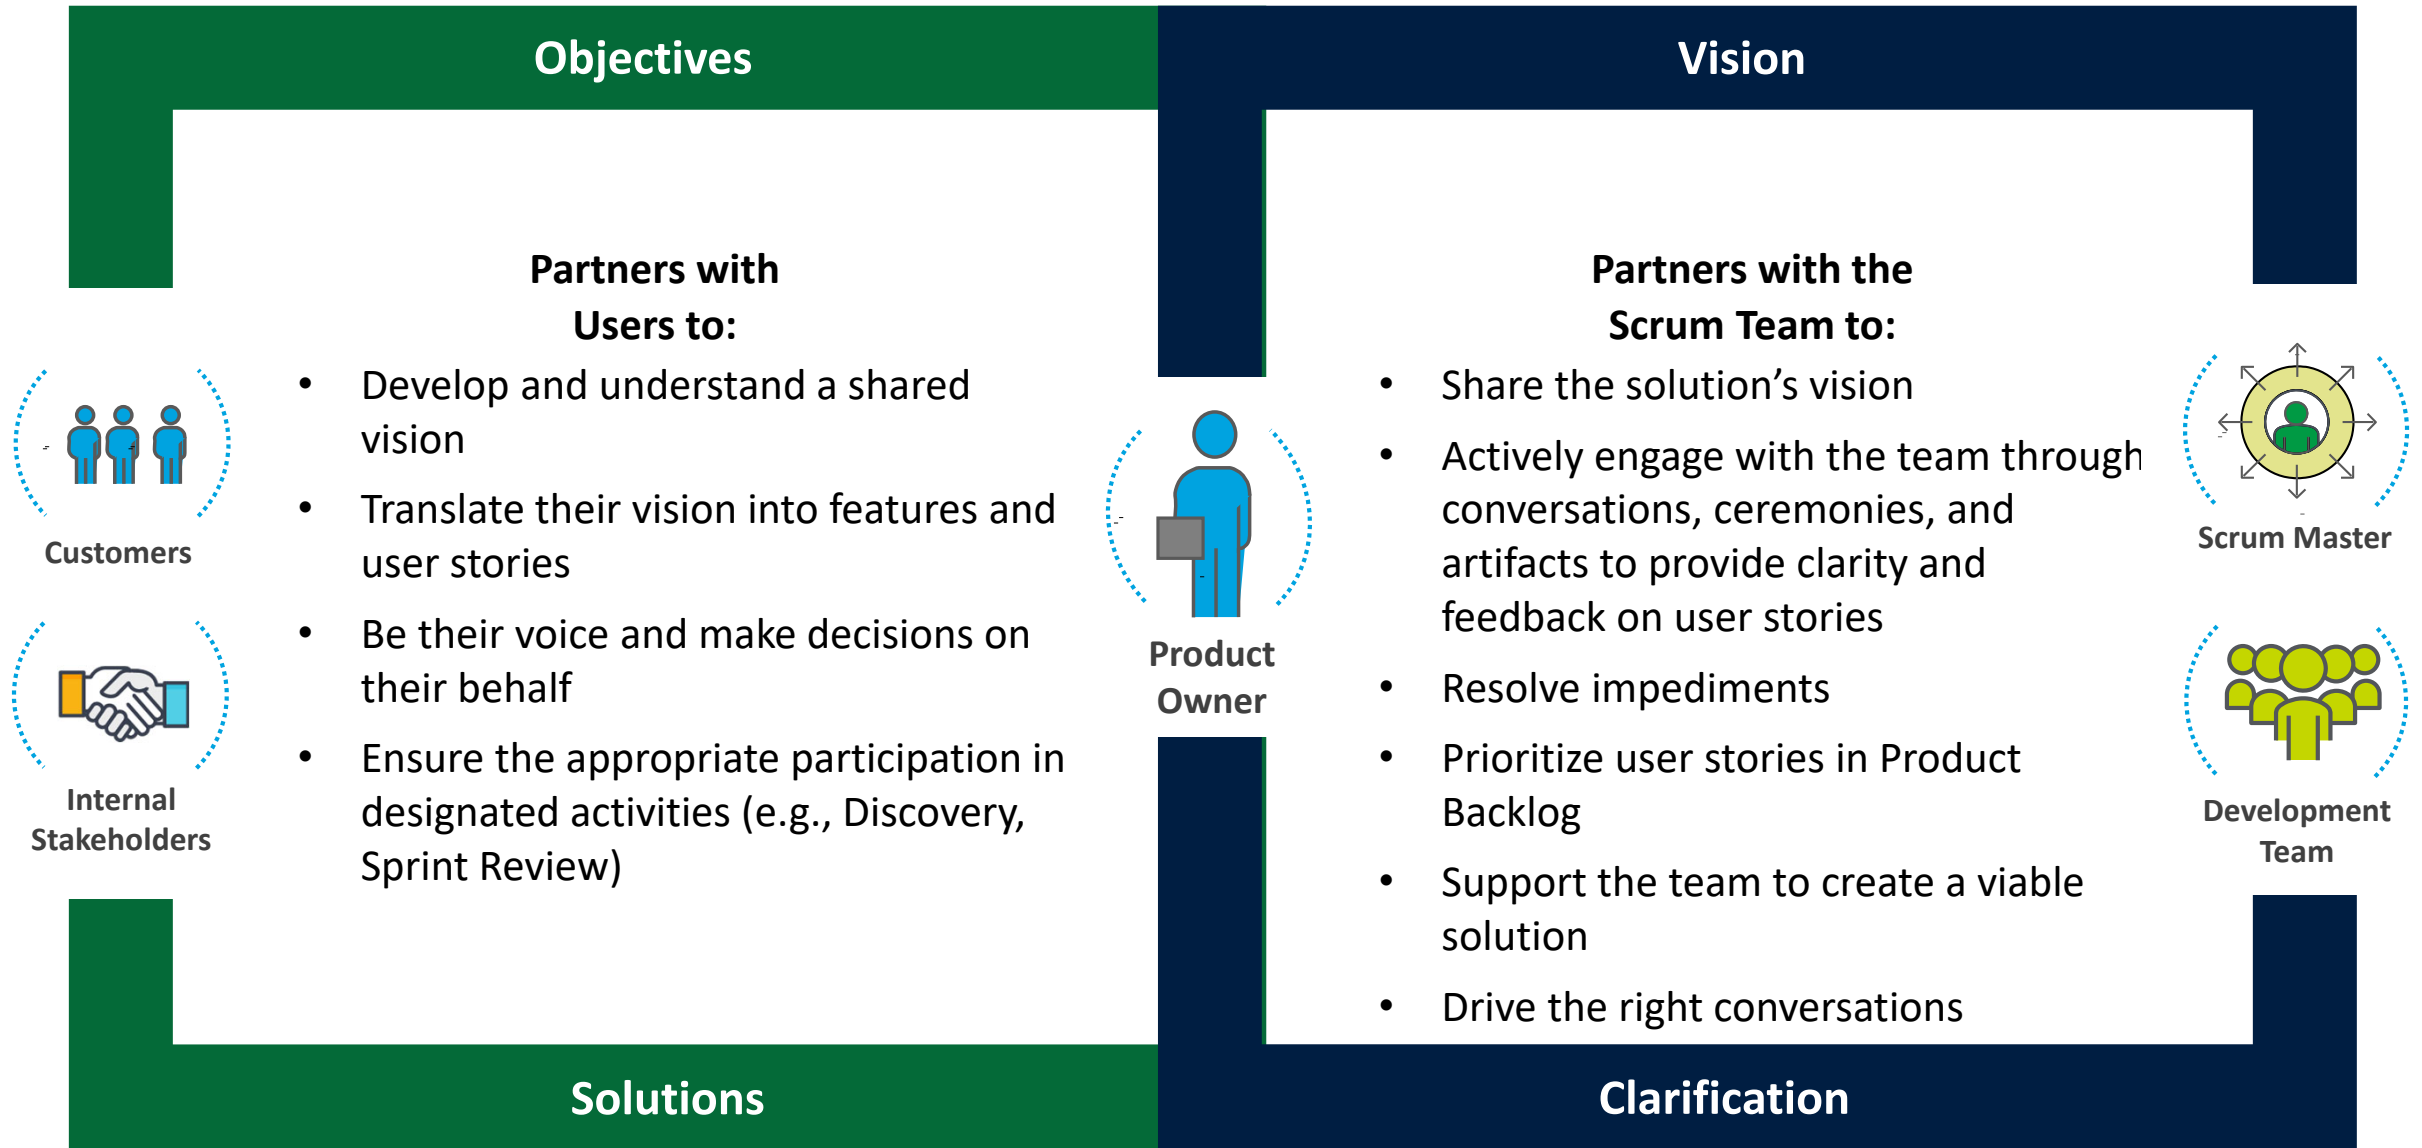 Objectives
Vision
Partners with
Users to:
• Develop and understand a shared
vision
• Translate their vision into features and
user stories
• Be their voice and make decisions on
their behalf
• Ensure the appropriate participation in
designated activities (e.g., Discovery,
Sprint Review)
Customers
Internal
Stakeholders
Product
Owner
Partners with the
Scrum Team to:
• Share the solution’s vision
• Actively engage with the team through
conversations, ceremonies, and
artifacts to provide clarity and
feedback on user stories
• Resolve impediments
• Prioritize user stories in Product
Backlog
• Support the team to create a viable
solution
• Drive the right conversations
Scrum Master
Development
Team
Solutions
Clarification